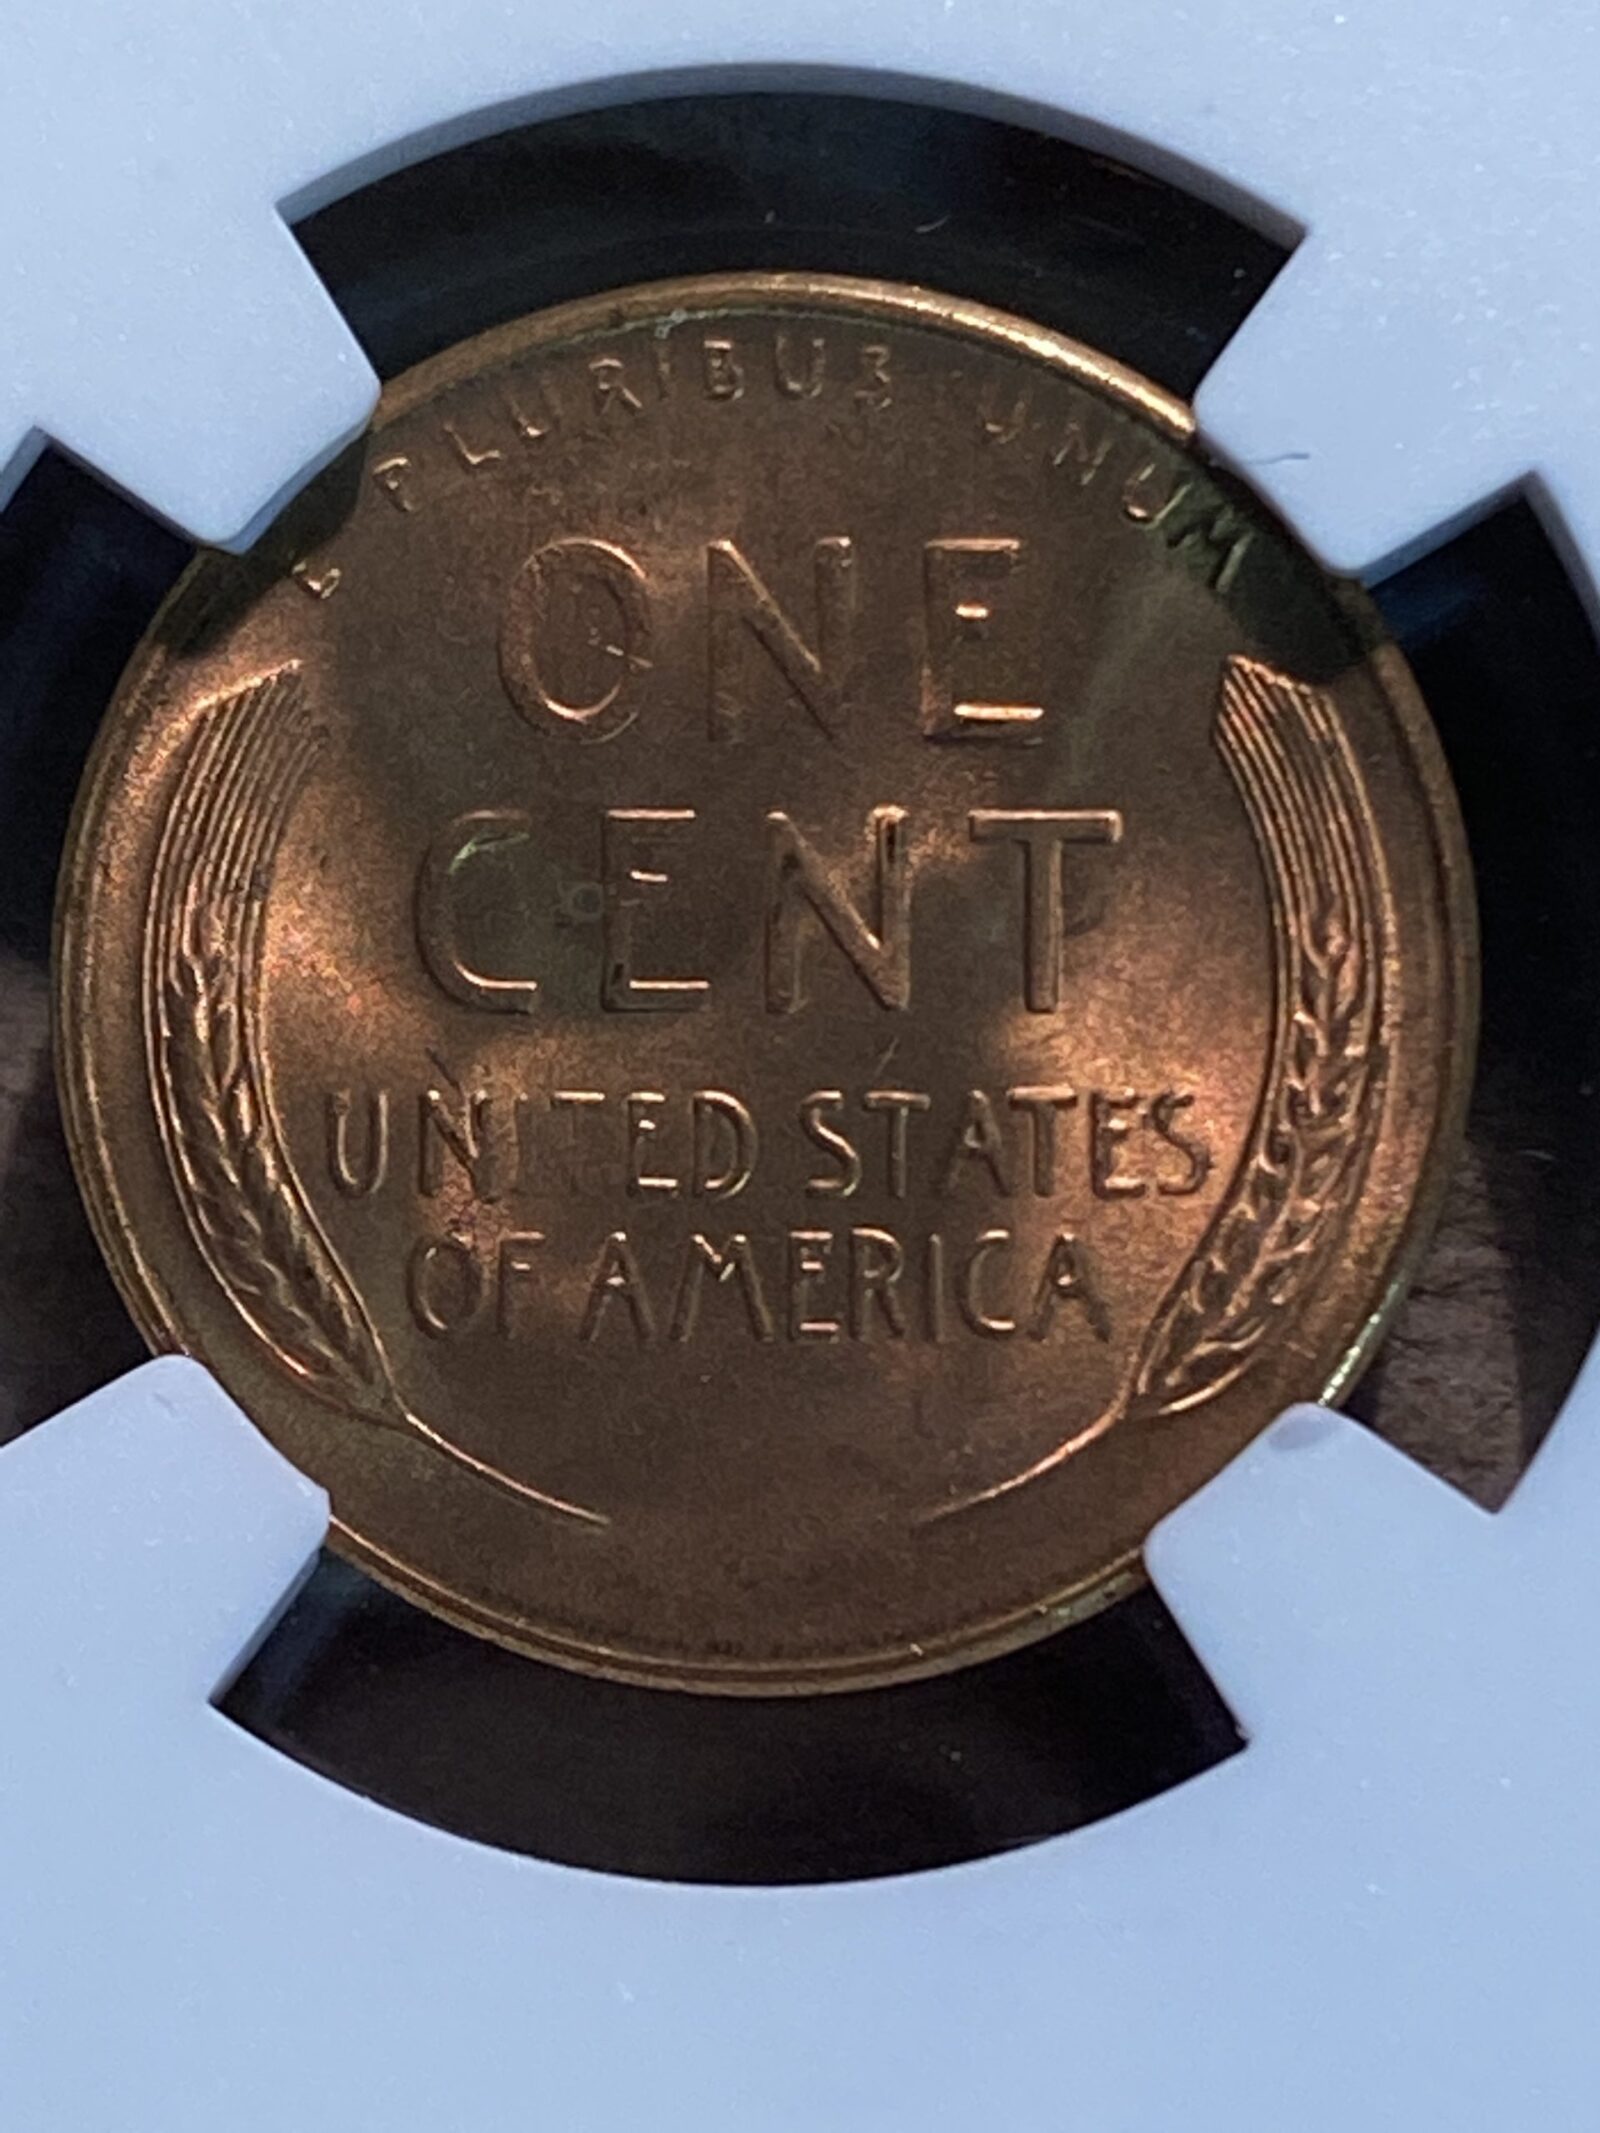 E PLURIBUS UNUM
ONE
CENT
UNITED STATES
OF AMERICA